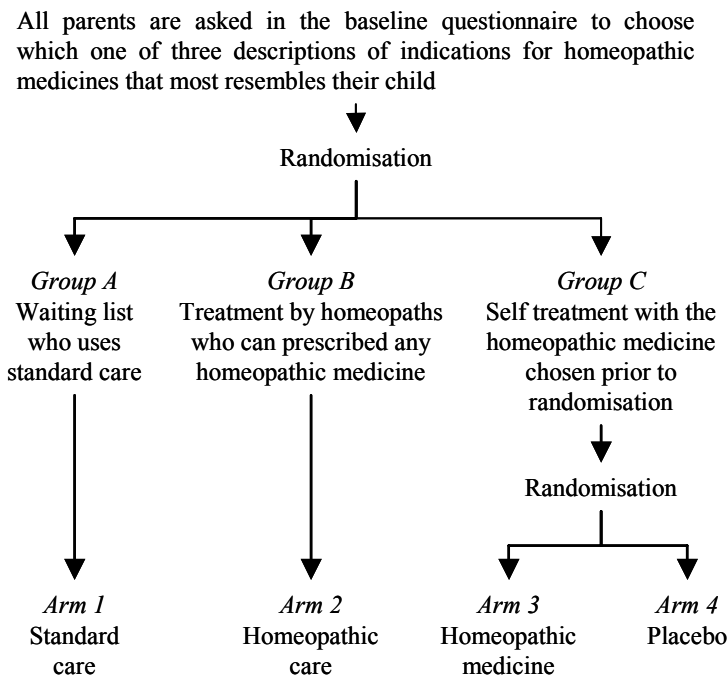 All parents are asked in the baseline questionnaire to choose
which one of three descriptions of indications for homeopathic
medicines that most resembles their child
Randomisation
Group A
Waiting list
who uses
standard care
Group B
Treatment by homeopaths
who can prescribed any
homeopathic medicine
Group C
Self treatment with the
homeopathic medicine
chosen prior to
randomisation
Randomisation
Arm 1
Standard
care
Arm 2
Homeopathic
care
Arm 3
Homeopathic
medicine
Arm 4
Placebo